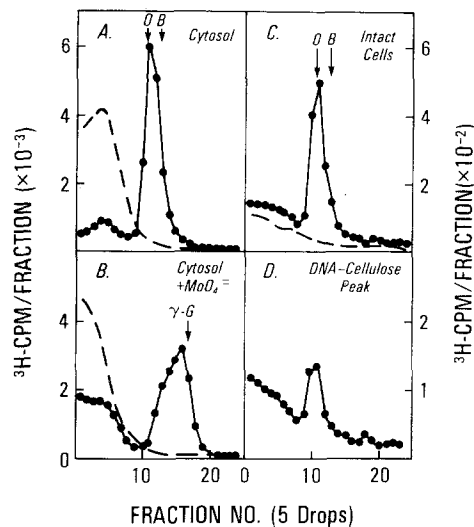 A. O B Cytosol
C. O B Intact Cells
6
4
2
6
4
2
B. Cytosol +MoO₄⁼
γ-G
D. DNA-Cellulose Peak
4
2
0
2
1
0
10 20
10 20
³H-CPM/FRACTION (×10⁻³)
³H-CPM/FRACTION(×10⁻²)
FRACTION NO. (5 Drops)